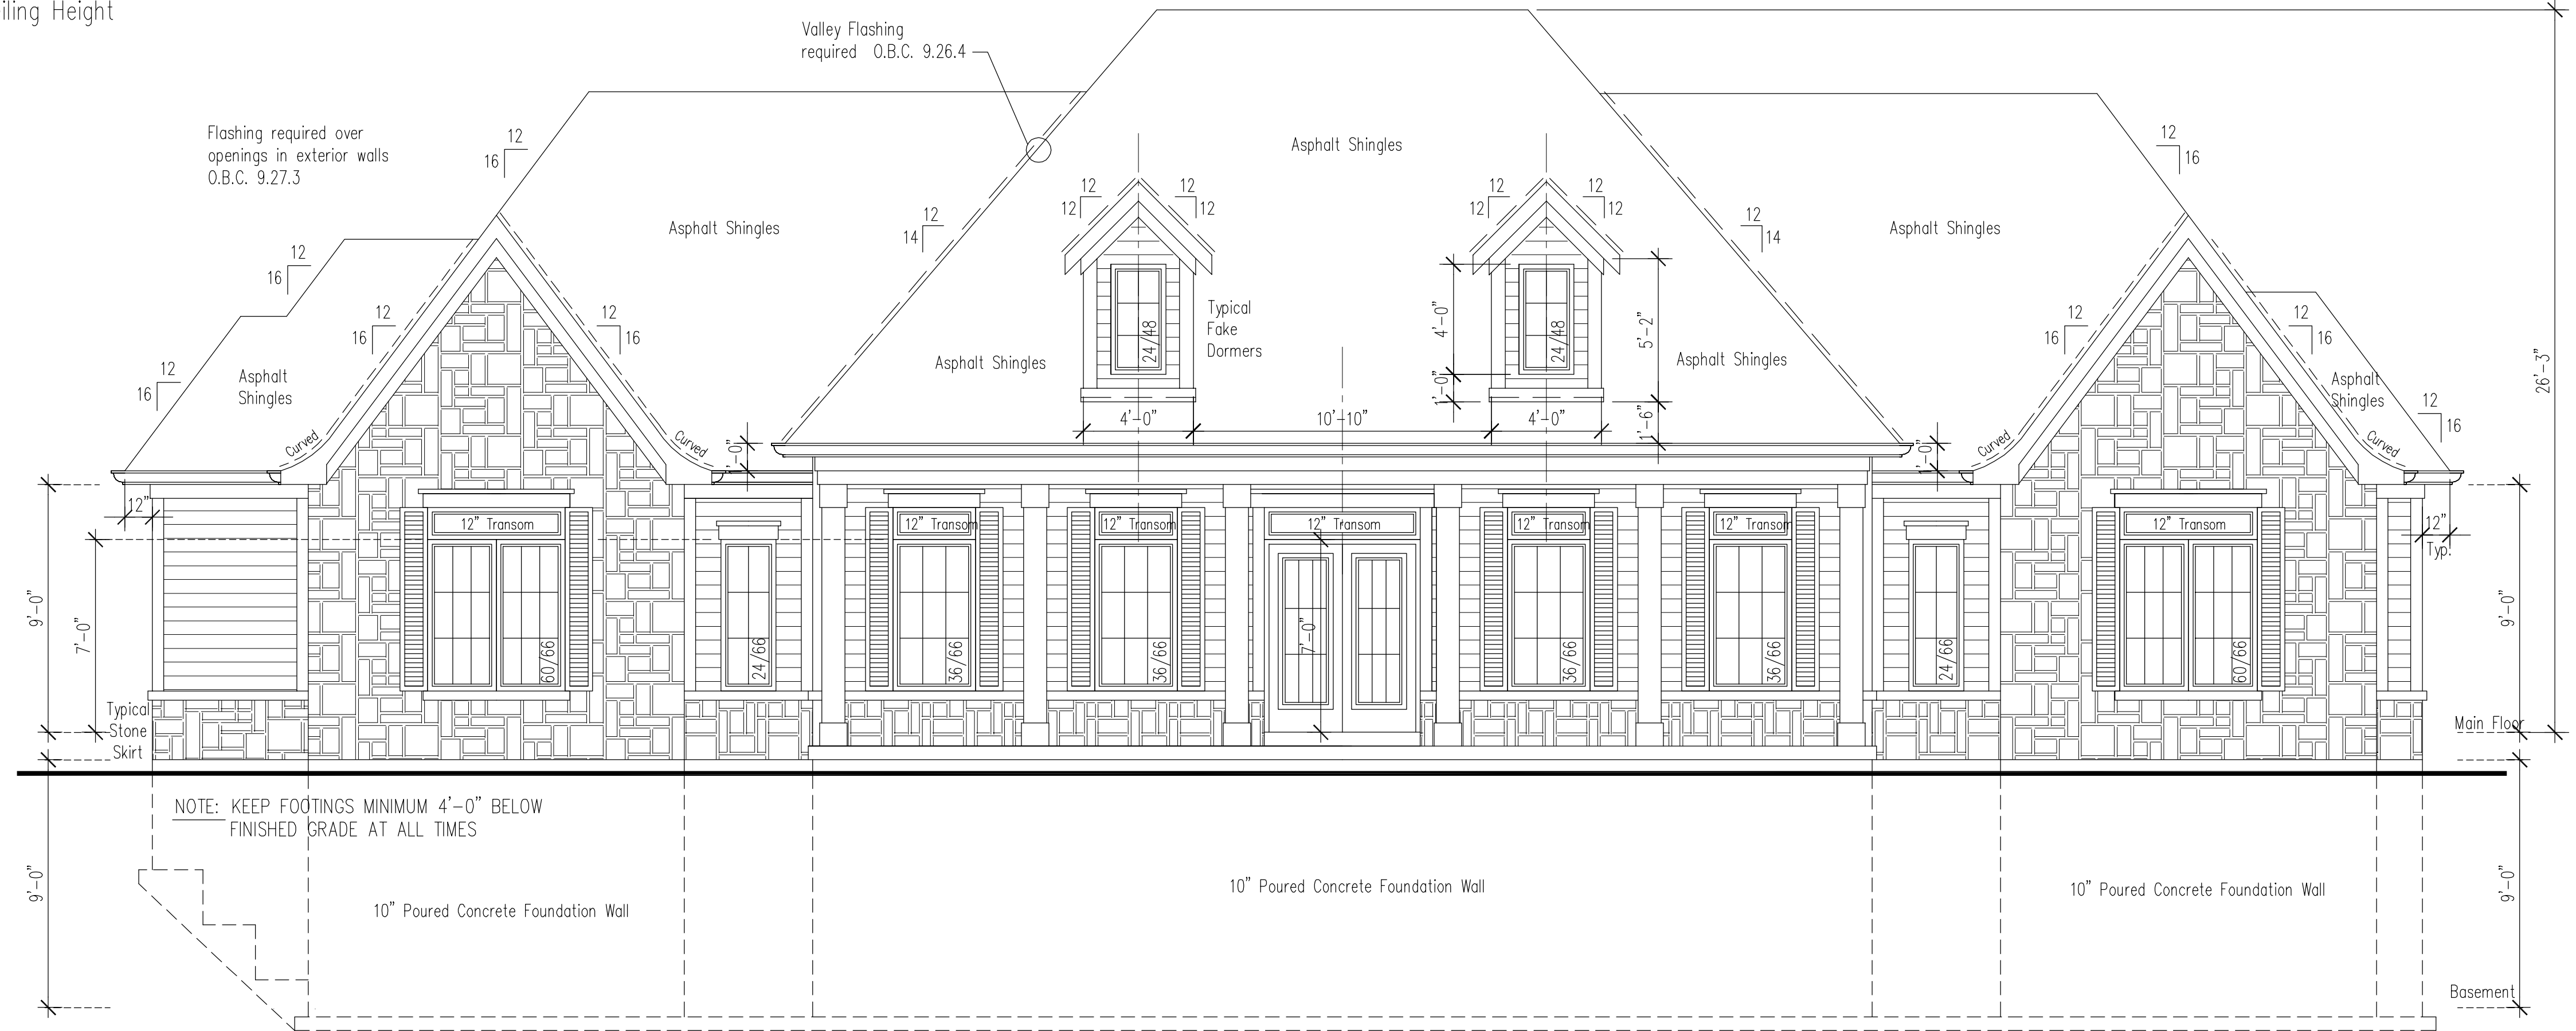 iling Height
Valley Flashing
required O.B.C. 9.26.4
Flashing required over
openings in exterior walls
O.B.C. 9.27.3
12
16
12
16
12
16
12
16
12
16
Asphalt Shingles
12
14
Asphalt Shingles
12
12
12
12
12
12
12
12
12
14
Asphalt Shingles
12
16
12
16
12
16
12
16
Asphalt
Shingles
Asphalt Shingles
Typical
Fake
Dormers
Asphalt Shingles
Asphalt
Shingles
24/48
24/48
4'-0"
1'-0"
5'-2"
1'-6"
26'-3"
4'-0"
10'-10"
4'-0"
Curved
Curved
1'-0"
1'-0"
Curved
Curved
12"
12"
Typ.
12" Transom
12" Transom
12" Transom
12" Transom
12" Transom
12" Transom
12" Transom
9'-0"
7'-0"
60/66
24/66
36/66
36/66
7'-0"
36/66
36/66
24/66
60/66
9'-0"
Typical
Stone
Skirt
Main Floor
NOTE: KEEP FOOTINGS MINIMUM 4'-0" BELOW
FINISHED GRADE AT ALL TIMES
9'-0"
10" Poured Concrete Foundation Wall
10" Poured Concrete Foundation Wall
10" Poured Concrete Foundation Wall
9'-0"
Basement